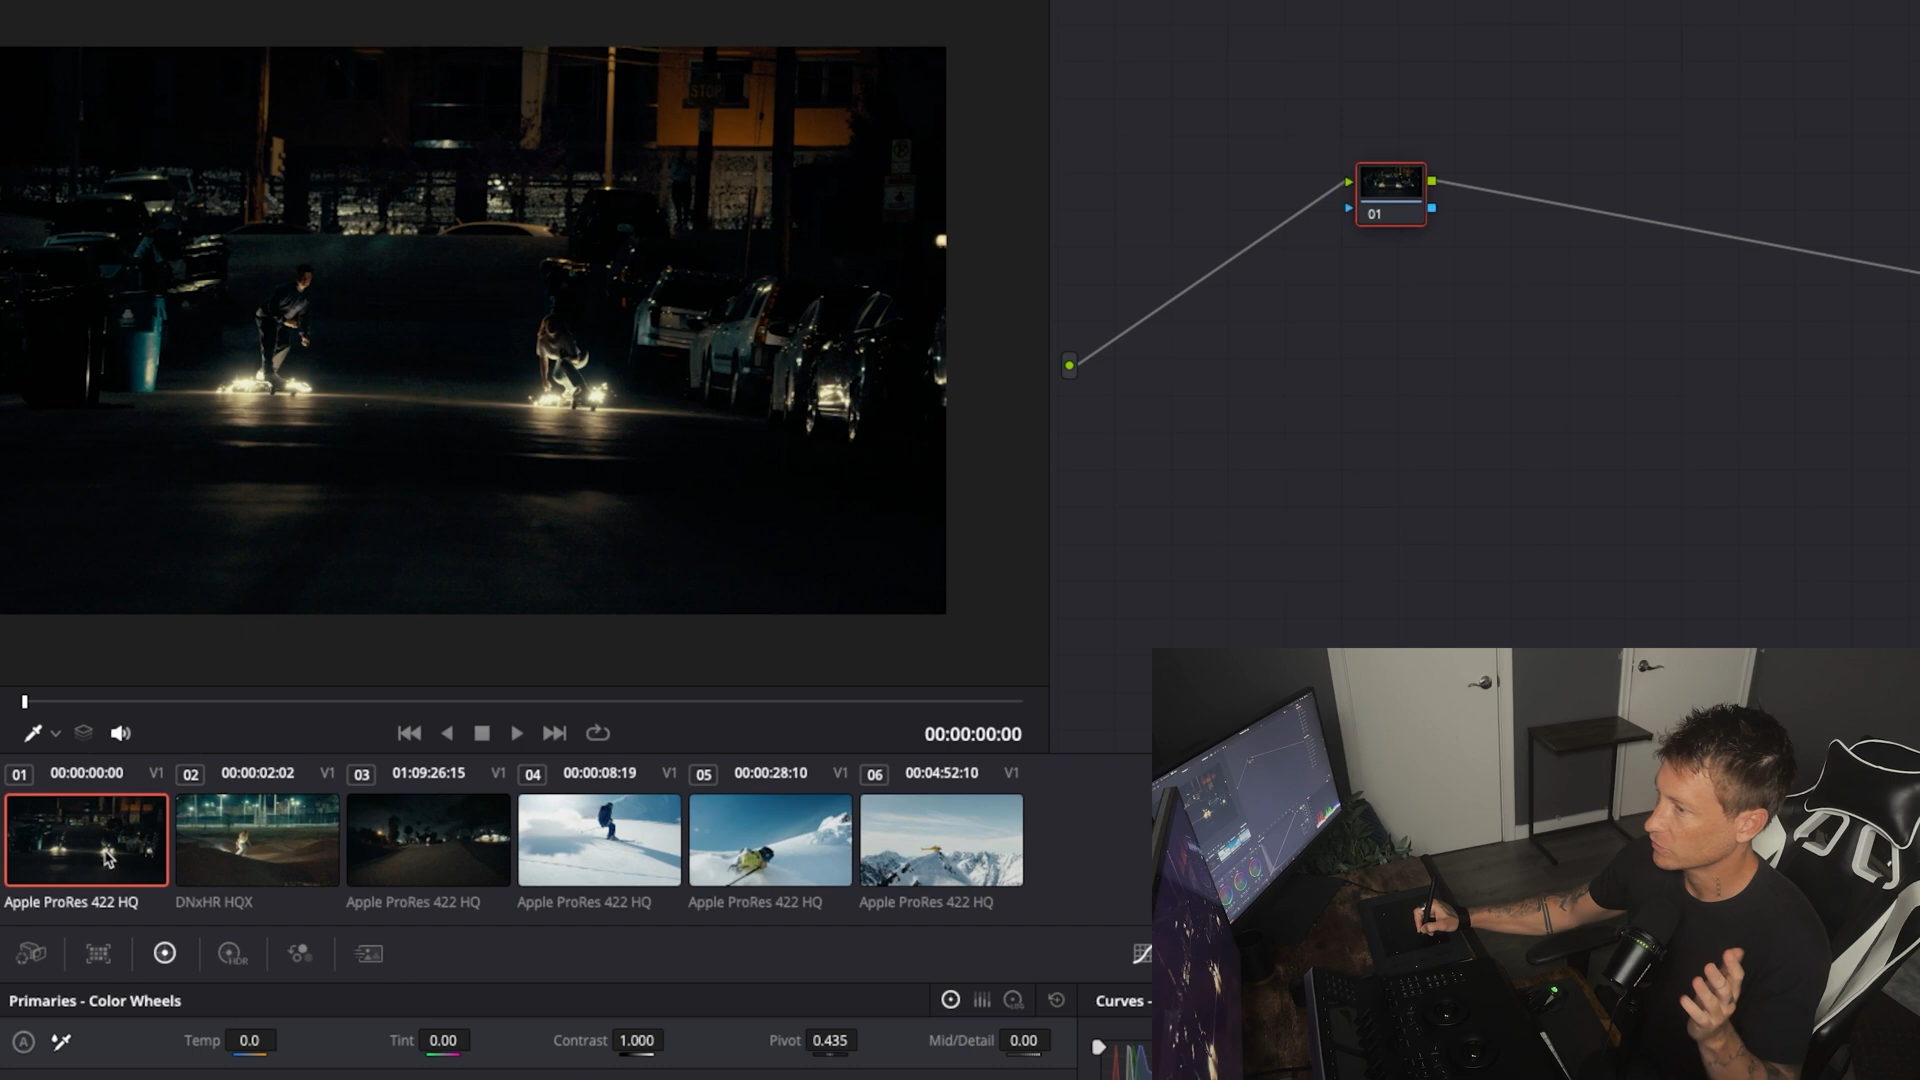 STOP
01
00:00:00:00
01 00:00:00:00 V1 02 00:00:02:02 V1 03 01:09:26:15 V1 04 00:00:08:19 V1 05 00:00:28:10 V1 06 00:04:52:10 V1
Apple ProRes 422 HQ DNxHR HQX Apple ProRes 422 HQ Apple ProRes 422 HQ Apple ProRes 422 HQ Apple ProRes 422 HQ
HDR
Primaries - Color Wheels LOG Curves -
A Temp 0.0 Tint 0.00 Contrast 1.000 Pivot 0.435 Mid/Detail 0.00